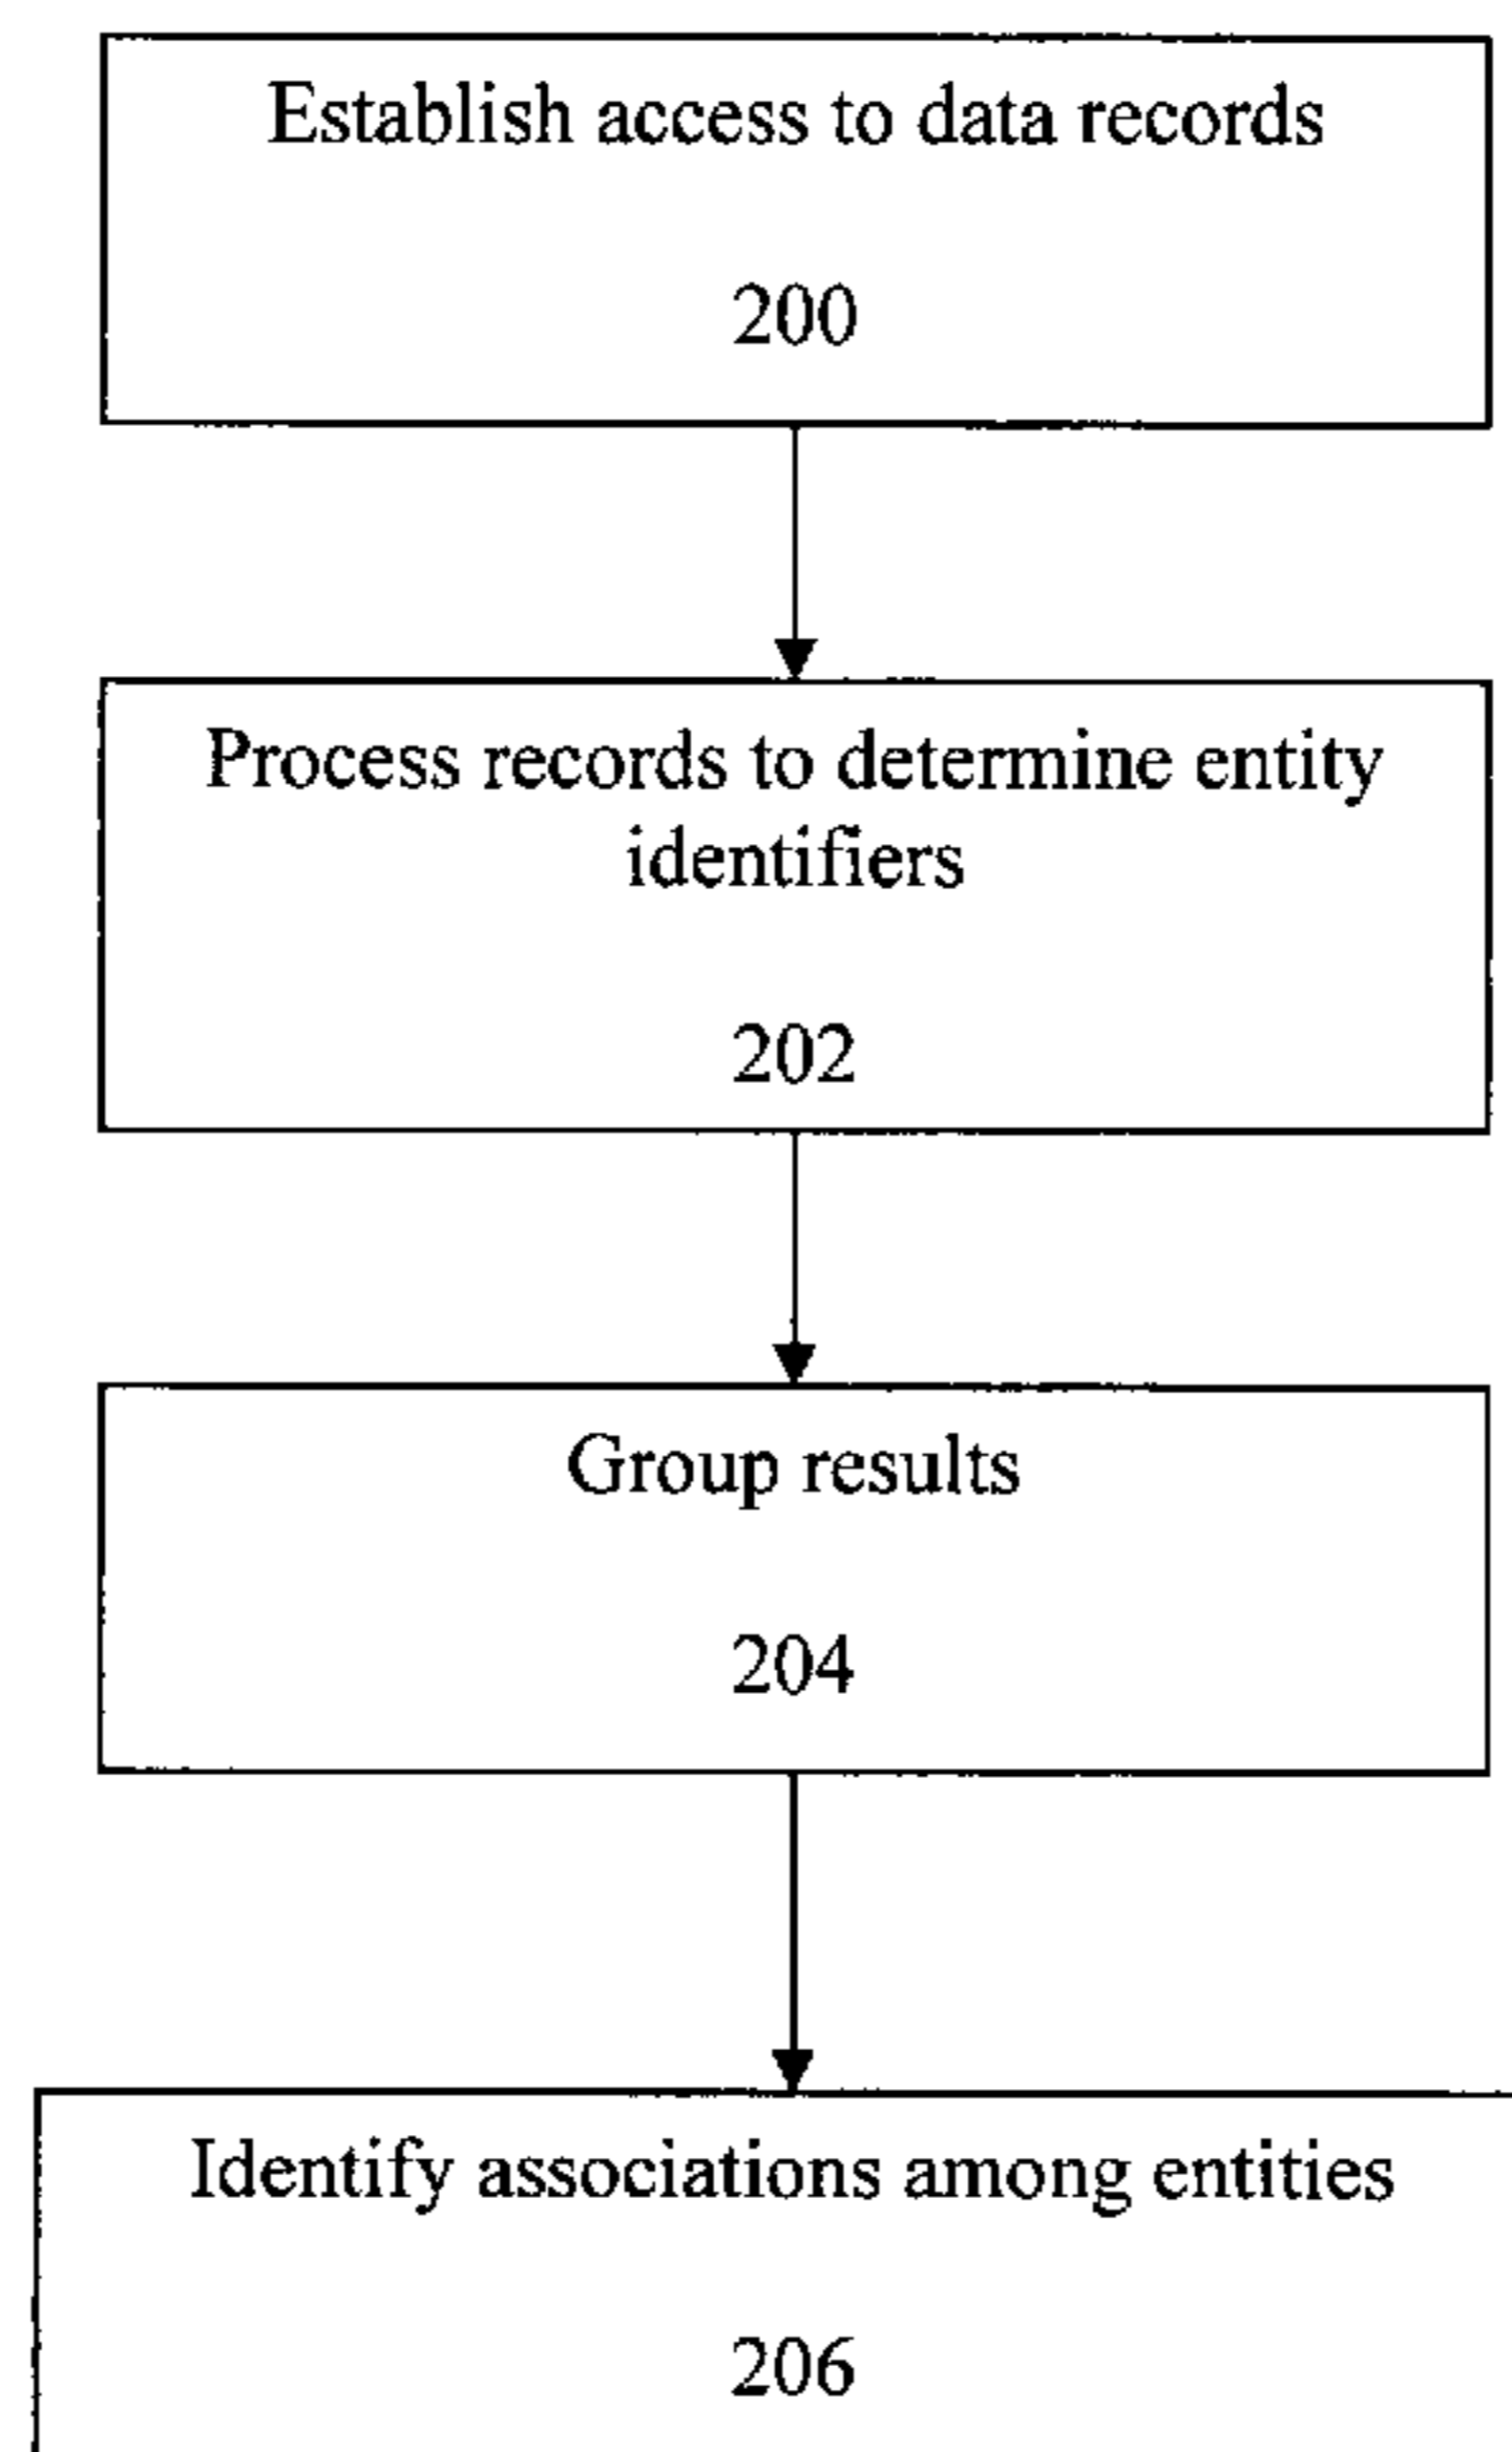 Establish access to data records
200
Process records to determine entity
identifiers
202
Group results
204
Identify associations among entities
206